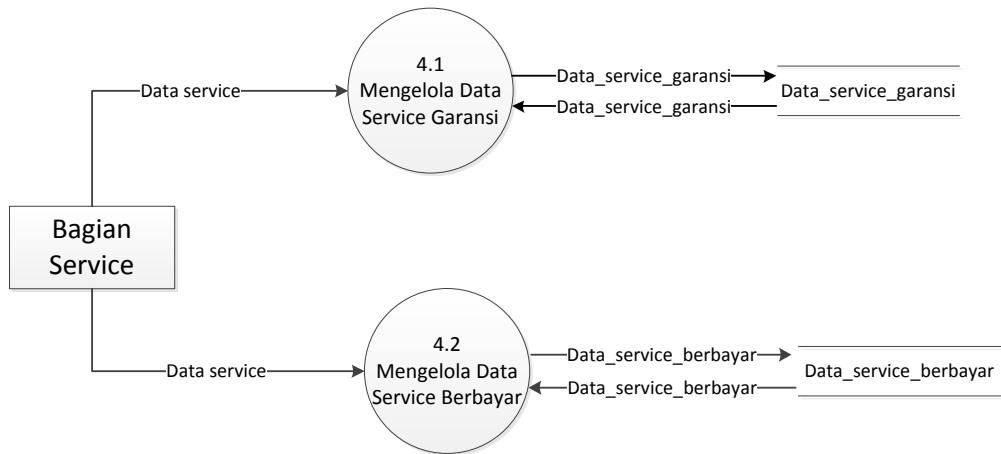 4.1
Mengelola Data
Service Garansi
Data service
Data_service_garansi
Data_service_garansi
Data_service_garansi
Bagian
Service
4.2
Mengelola Data
Service Berbayar
Data service
Data_service_berbayar
Data_service_berbayar
Data_service_berbayar